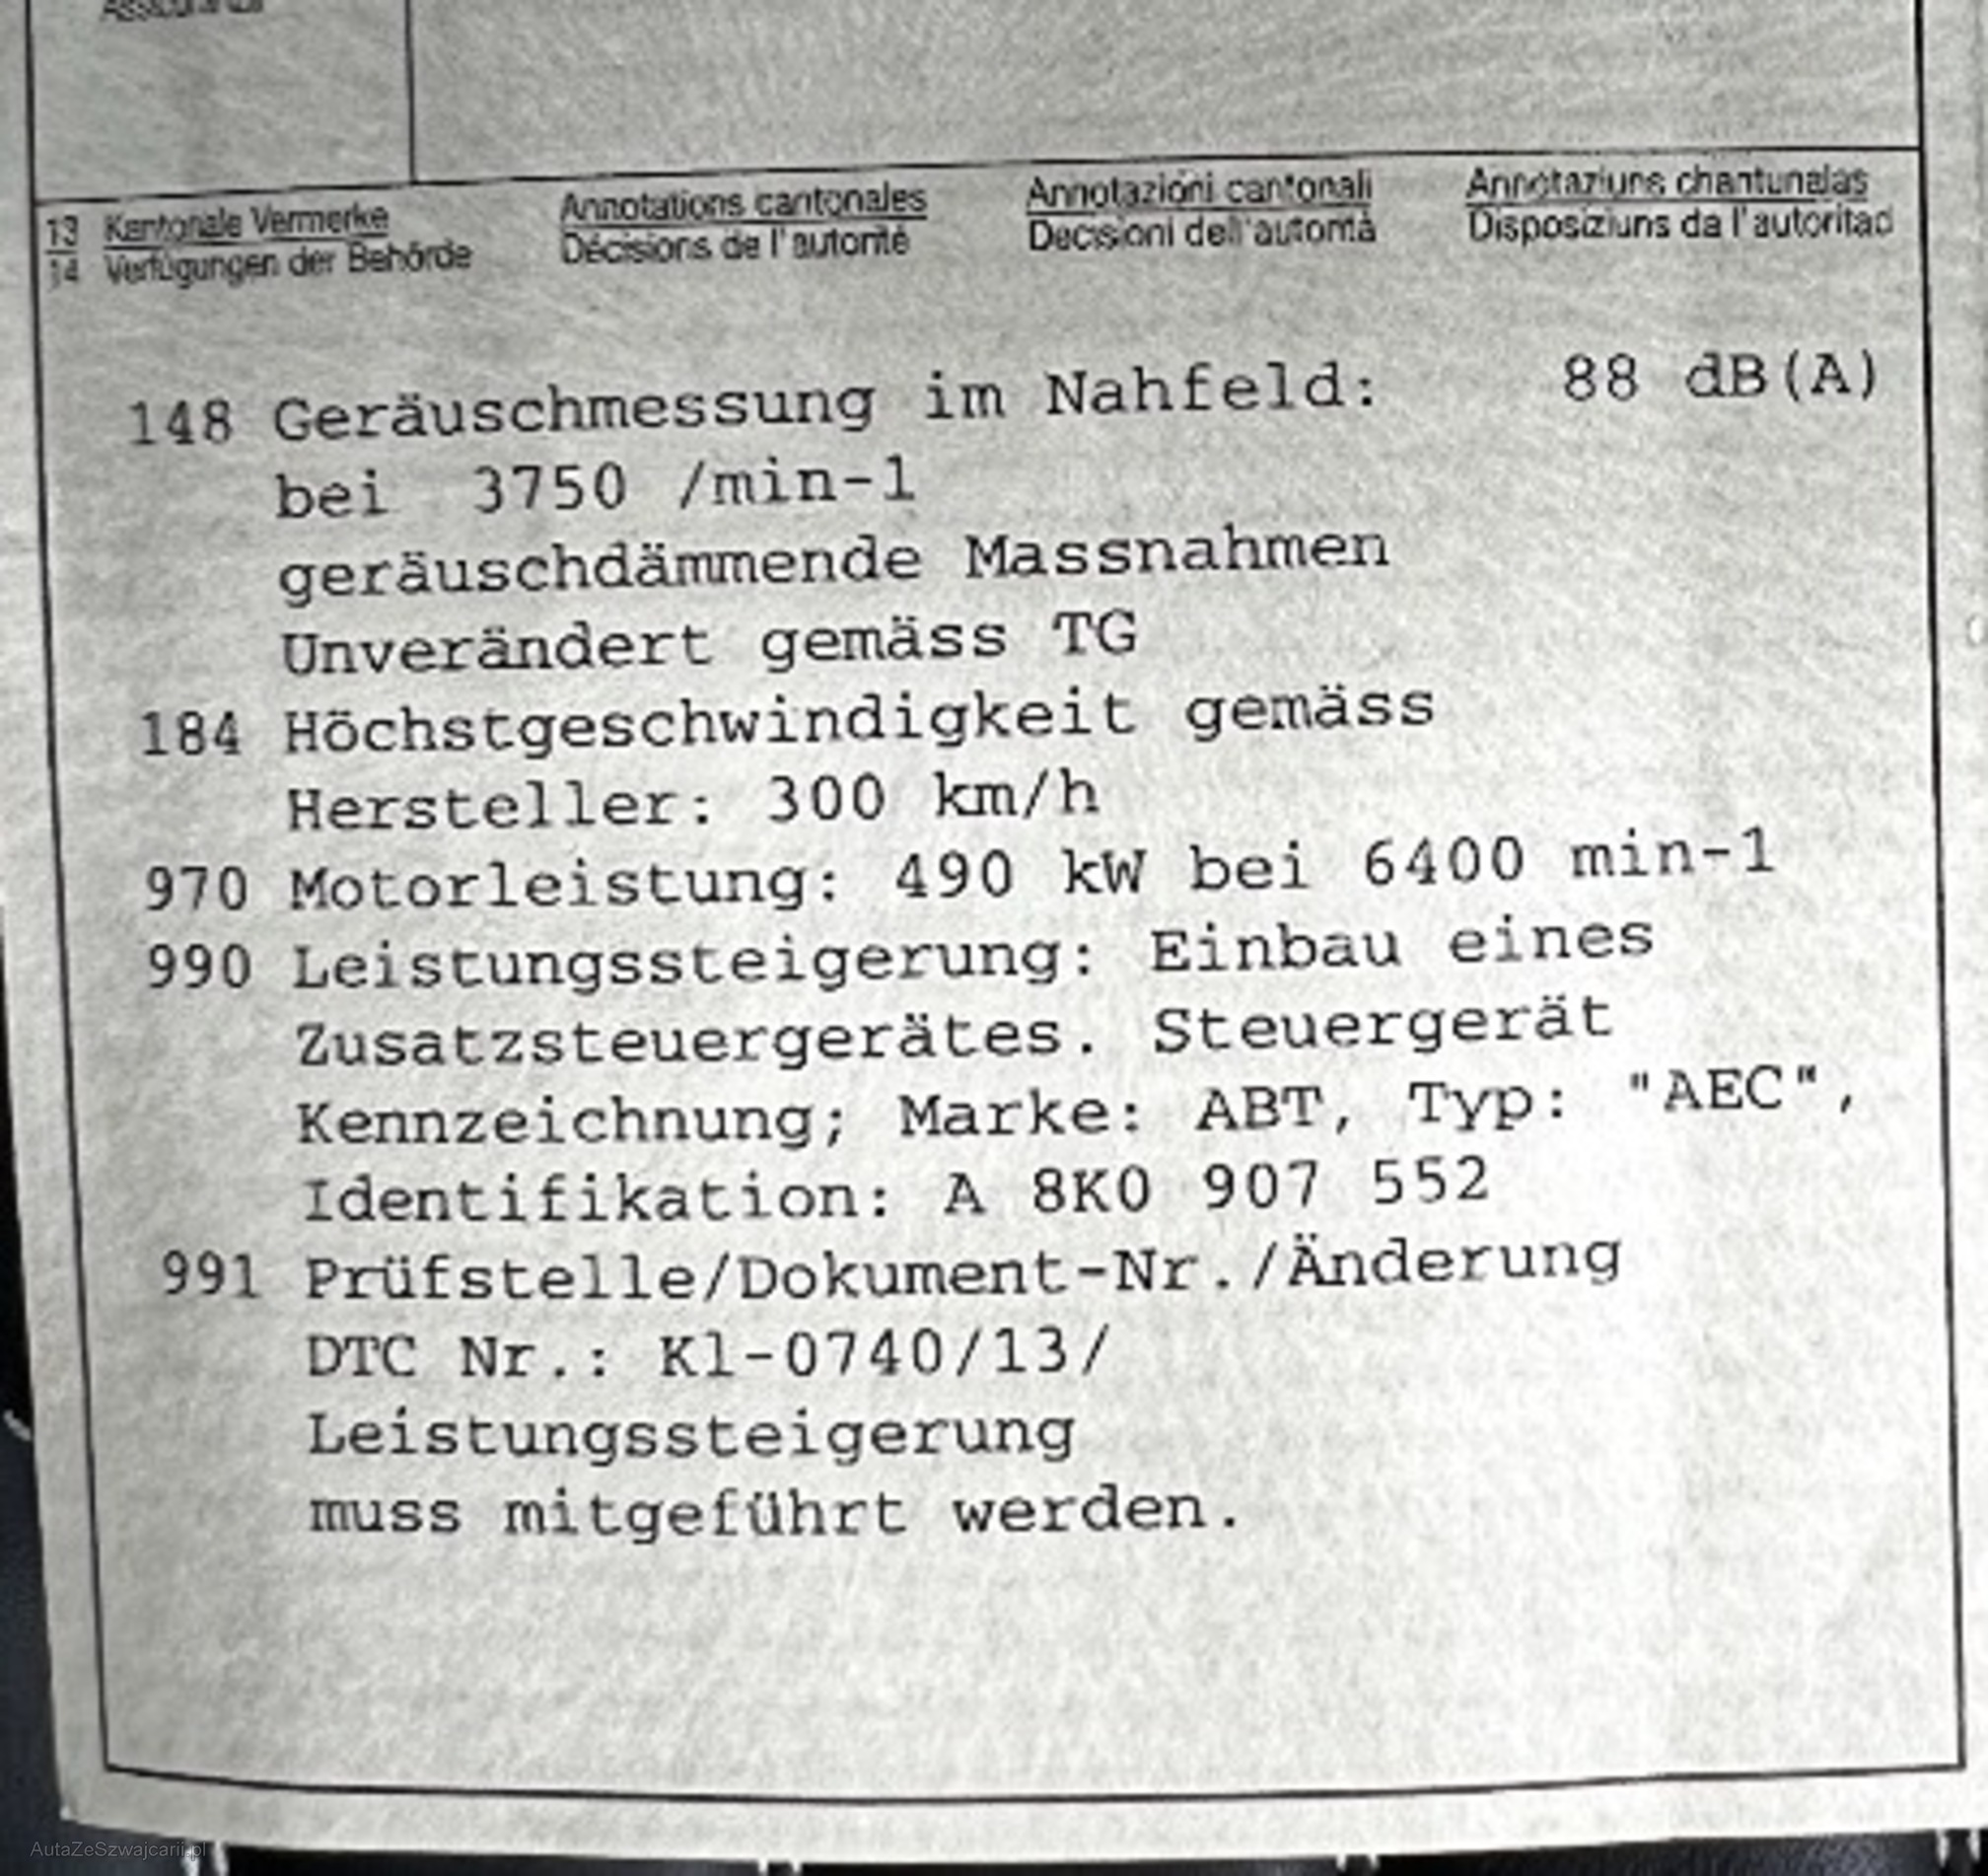 13 Kantonale Vermerke Annotations cantonales Annotazioni cantonali Annotaziuns chantunalas
14 Verfügungen der Behörde Décisions de l'autorité Decisioni dell'autorità Disposiziuns da l'autoritad
148 Geräuschmessung im Nahfeld: 88 dB(A)
bei 3750 /min-1
geräuschdämmende Massnahmen
Unverändert gemäss TG
184 Höchstgeschwindigkeit gemäss
Hersteller: 300 km/h
970 Motorleistung: 490 kW bei 6400 min-1
990 Leistungssteigerung: Einbau eines
Zusatzsteuergerätes. Steuergerät
Kennzeichnung; Marke: ABT, Typ: "AEC",
Identifikation: A 8K0 907 552
991 Prüfstelle/Dokument-Nr./Änderung
DTC Nr.: Kl-0740/13/
Leistungssteigerung
muss mitgeführt werden.
AutaZeSzwajcarii.pl